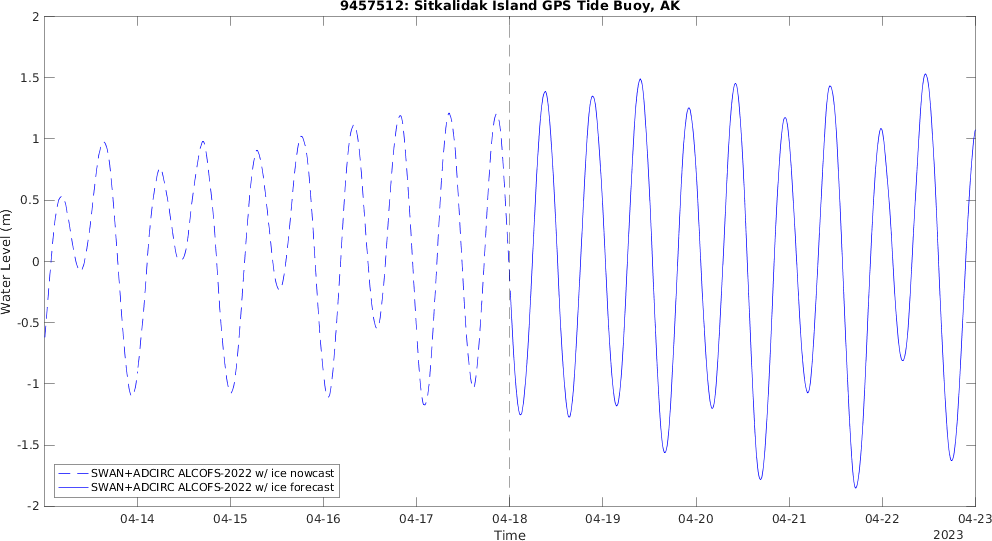 9457512: Sitkalidak Island GPS Tide Buoy, AK
2
1.5
1
0.5
0
-0.5
-1
-1.5
-2
Water Level (m)
SWAN+ADCIRC ALCOFS-2022 w/ ice nowcast
SWAN+ADCIRC ALCOFS-2022 w/ ice forecast
04-14 04-15 04-16 04-17 04-18 04-19 04-20 04-21 04-22 04-23
Time
2023